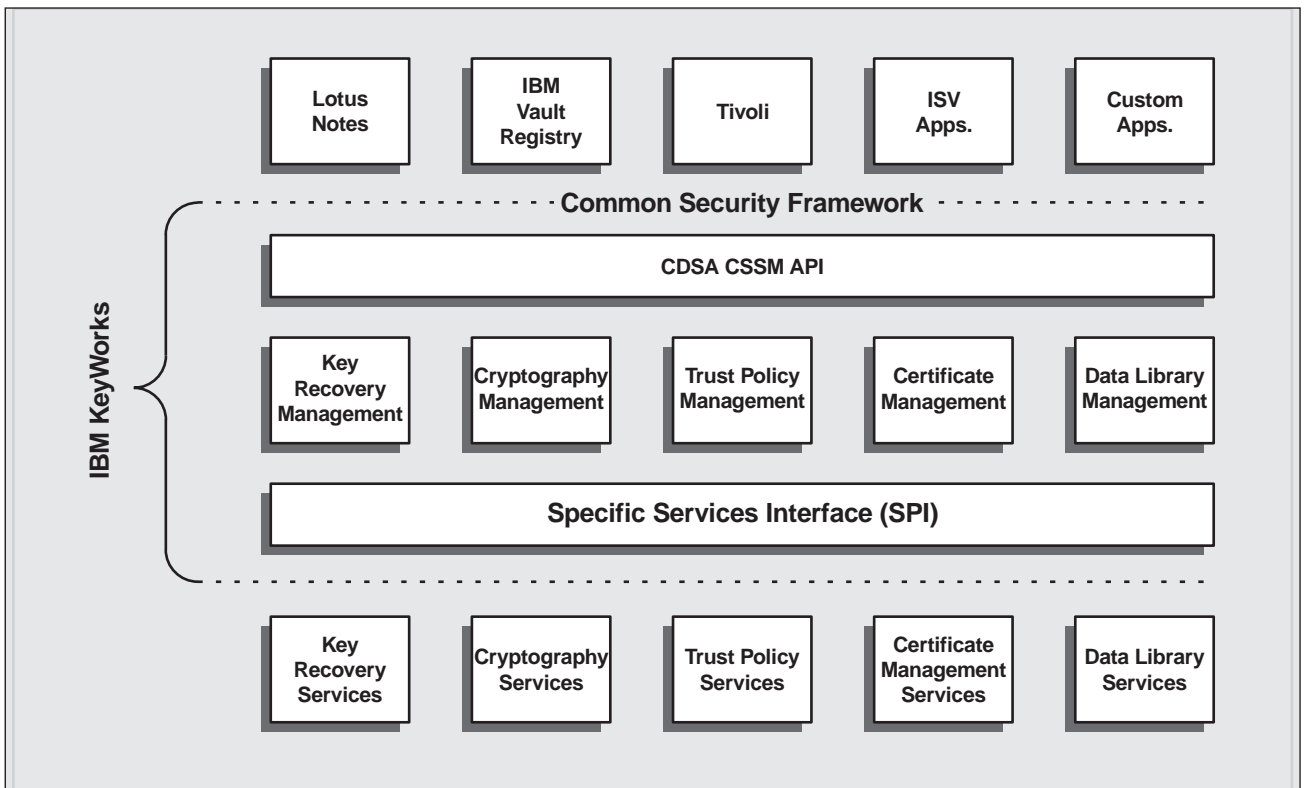 Lotus
Notes
IBM
Vault
Registry
Tivoli
ISV
Apps.
Custom
Apps.
Common Security Framework
CDSA CSSM API
IBM KeyWorks
Key
Recovery
Management
Cryptography
Management
Trust Policy
Management
Certificate
Management
Data Library
Management
Specific Services Interface (SPI)
Key
Recovery
Services
Cryptography
Services
Trust Policy
Services
Certificate
Management
Services
Data Library
Services